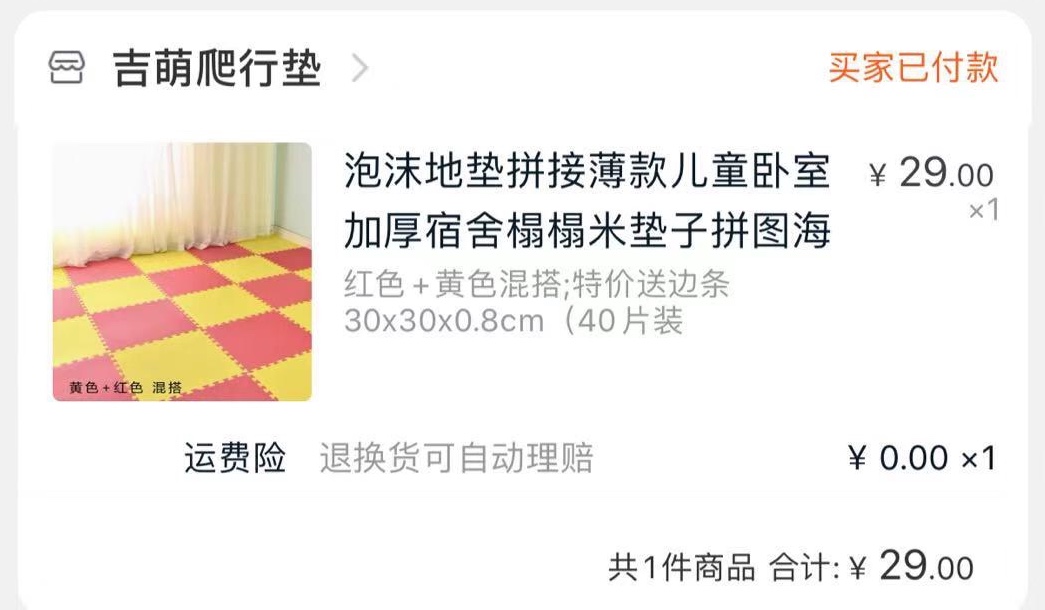 吉萌爬行垫
买家已付款
泡沫地垫拼接薄款儿童卧室
¥ 29.00
加厚宿舍榻榻米垫子拼图海
×1
红色+黄色混搭;特价送边条
30x30x0.8cm（40片装
黄色+红色 混搭
运费险 退换货可自动理赔 ¥ 0.00 ×1
共1件商品 合计: ¥ 29.00